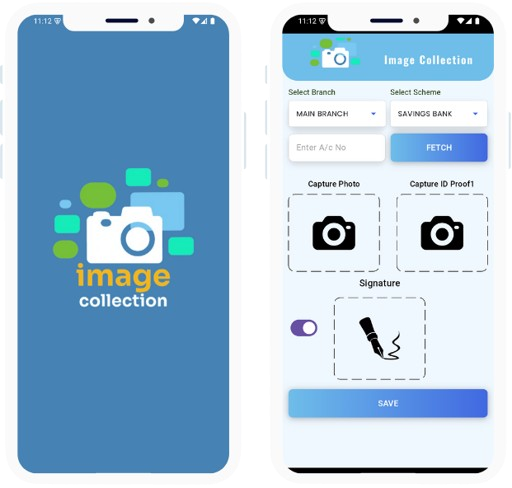 11:12
image
collection
11:12
Image Collection
Select Branch
Select Scheme
MAIN BRANCH
SAVINGS BANK
Enter A/c No
FETCH
Capture Photo
Capture ID Proof1
Signature
SAVE